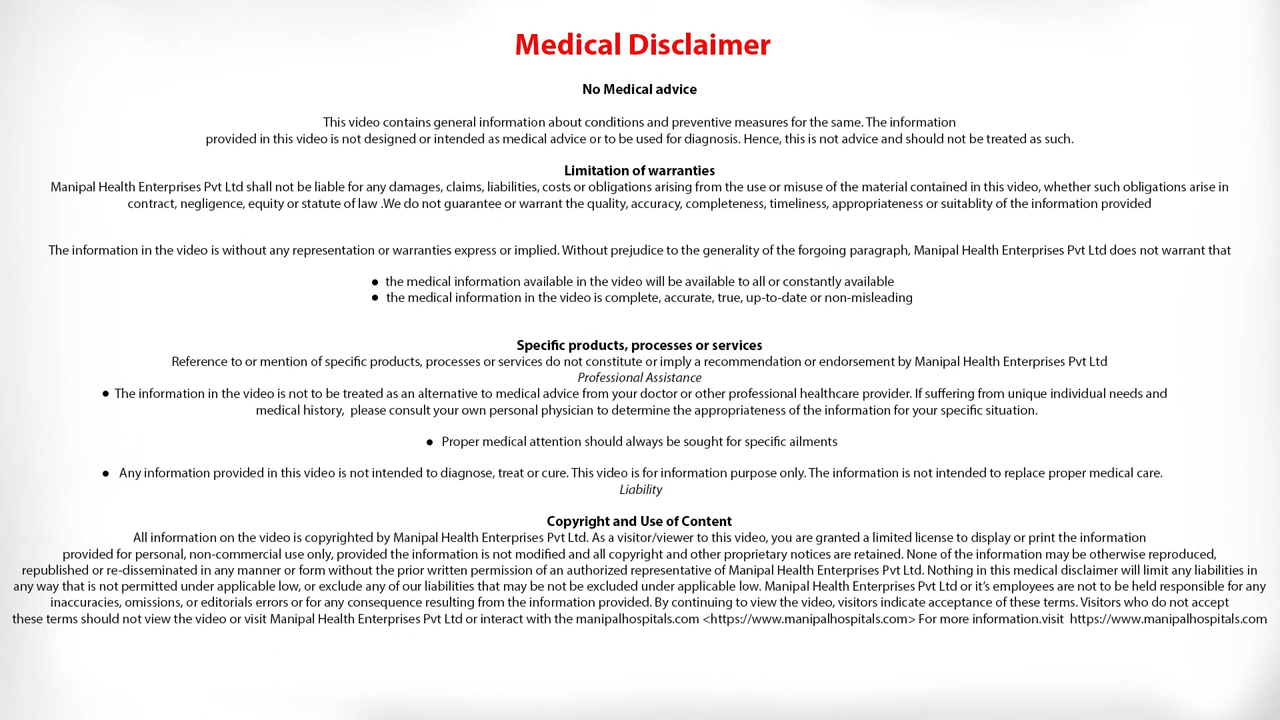 Medical Disclaimer
No Medical advice
This video contains general information about conditions and preventive measures for the same. The information
provided in this video is not designed or intended as medical advice or to be used for diagnosis. Hence, this is not advice and should not be treated as such.
Limitation of warranties
Manipal Health Enterprises Pvt Ltd shall not be liable for any damages, claims, liabilities, costs or obligations arising from the use or misuse of the material contained in this video, whether such obligations arise in
contract, negligence, equity or statute of law .We do not guarantee or warrant the quality, accuracy, completeness, timeliness, appropriateness or suitablity of the information provided
The information in the video is without any representation or warranties express or implied. Without prejudice to the generality of the forgoing paragraph, Manipal Health Enterprises Pvt Ltd does not warrant that
● the medical information available in the video will be available to all or constantly available
● the medical information in the video is complete, accurate, true, up-to-date or non-misleading
Specific products, processes or services
Reference to or mention of specific products, processes or services do not constitute or imply a recommendation or endorsement by Manipal Health Enterprises Pvt Ltd
Professional Assistance
● The information in the video is not to be treated as an alternative to medical advice from your doctor or other professional healthcare provider. If suffering from unique individual needs and
medical history, please consult your own personal physician to determine the appropriateness of the information for your specific situation.
● Proper medical attention should always be sought for specific ailments
● Any information provided in this video is not intended to diagnose, treat or cure. This video is for information purpose only. The information is not intended to replace proper medical care.
Liability
Copyright and Use of Content
All information on the video is copyrighted by Manipal Health Enterprises Pvt Ltd. As a visitor/viewer to this video, you are granted a limited license to display or print the information
provided for personal, non-commercial use only, provided the information is not modified and all copyright and other proprietary notices are retained. None of the information may be otherwise reproduced,
republished or re-disseminated in any manner or form without the prior written permission of an authorized representative of Manipal Health Enterprises Pvt Ltd. Nothing in this medical disclaimer will limit any liabilities in
any way that is not permitted under applicable low, or exclude any of our liabilities that may be not be excluded under applicable low. Manipal Health Enterprises Pvt Ltd or it's employees are not to be held responsible for any
inaccuracies, omissions, or editorials errors or for any consequence resulting from the information provided. By continuing to view the video, visitors indicate acceptance of these terms. Visitors who do not accept
these terms should not view the video or visit Manipal Health Enterprises Pvt Ltd or interact with the manipalhospitals.com <https://www.manipalhospitals.com> For more information.visit https://www.manipalhospitals.com